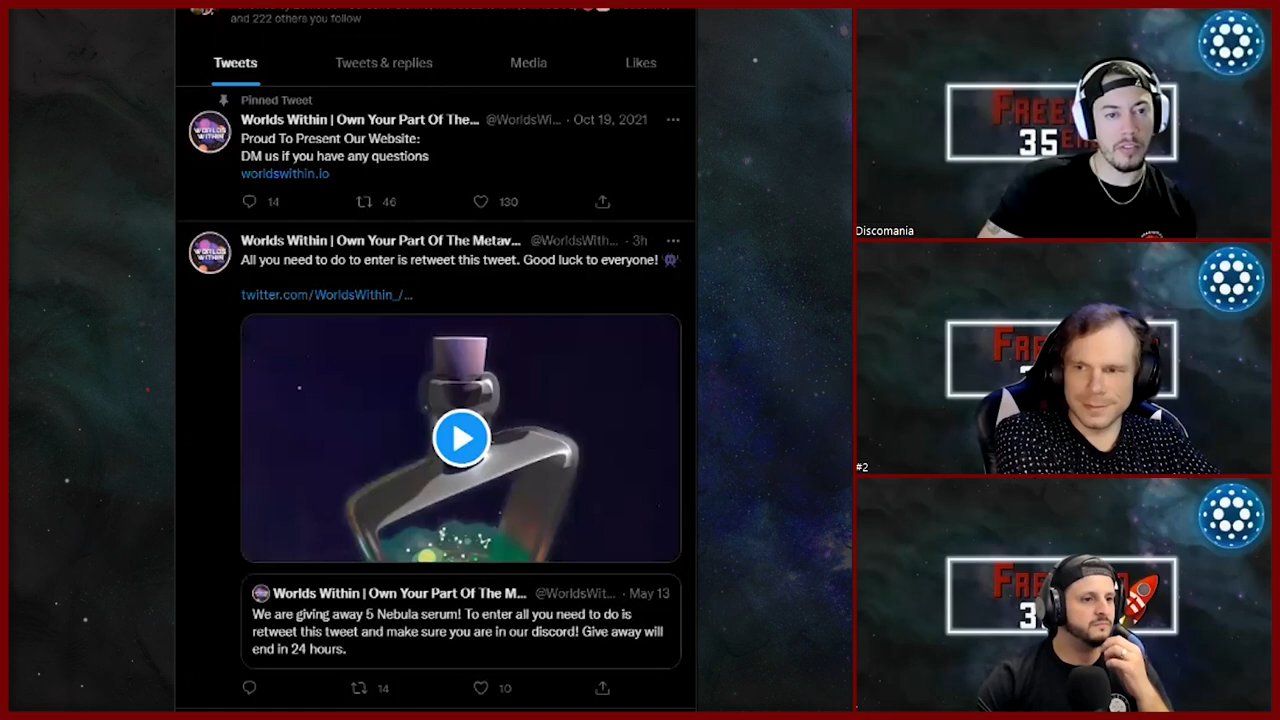 and 222 others you follow
Tweets
Tweets & replies
Media
Likes
Pinned Tweet
Worlds Within | Own Your Part Of The... @WorldsWi... · Oct 19, 2021
Proud To Present Our Website:
DM us if you have any questions
worldswithin.io
14
46
130
Worlds Within | Own Your Part Of The Metav... @WorldsWith... · 3h
All you need to do to enter is retweet this tweet. Good luck to everyone!
twitter.com/WorldsWithin_/...
Worlds Within | Own Your Part Of The M... @WorldsWit... · May 13
We are giving away 5 Nebula serum! To enter all you need to do is
retweet this tweet and make sure you are in our discord! Give away will
end in 24 hours.
14
10
35
Discomania
#2